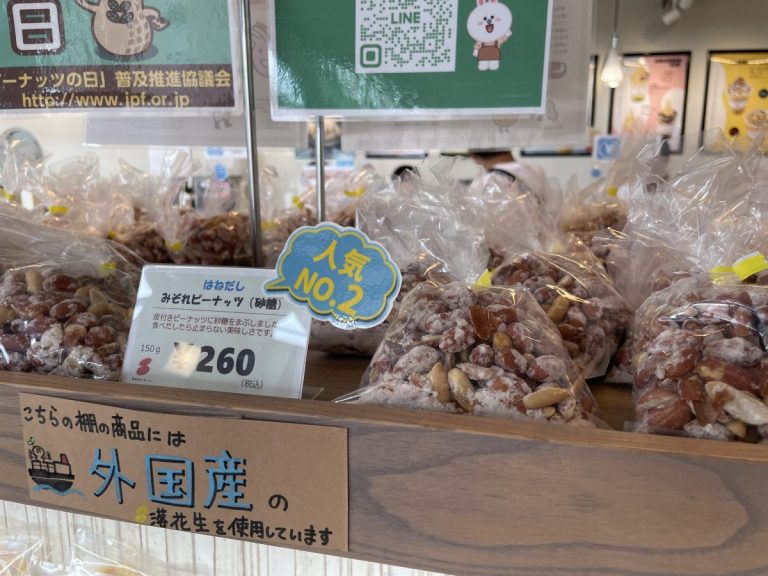 日
ピーナッツの日」普及推進協議会
http://www.jpf.or.jp
LINE
人気
NO.2
はねだし
みぞれピーナッツ（砂糖）
皮付きピーナッツに砂糖をまぶしました
食べだしたら止まらない美味しさです。
150g
¥260
(税込)
こちらの棚の商品には
外国産の
落花生を使用しています